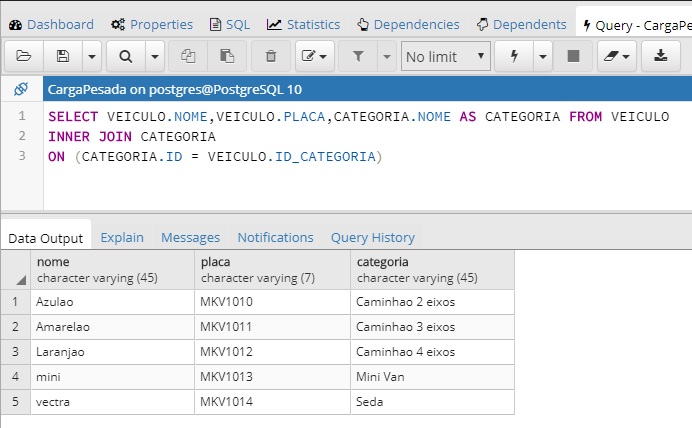 Dashboard Properties SQL Statistics Dependencies Dependents Query - CargaPe
No limit
CargaPesada on postgres@PostgreSQL 10
1 SELECT VEICULO.NOME,VEICULO.PLACA,CATEGORIA.NOME AS CATEGORIA FROM VEICULO
2 INNER JOIN CATEGORIA
3 ON (CATEGORIA.ID = VEICULO.ID_CATEGORIA)
Data Output Explain Messages Notifications Query History
nome placa categoria
character varying (45) character varying (7) character varying (45)
1 Azulao MKV1010 Caminhao 2 eixos
2 Amarelao MKV1011 Caminhao 3 eixos
3 Laranjao MKV1012 Caminhao 4 eixos
4 mini MKV1013 Mini Van
5 vectra MKV1014 Seda